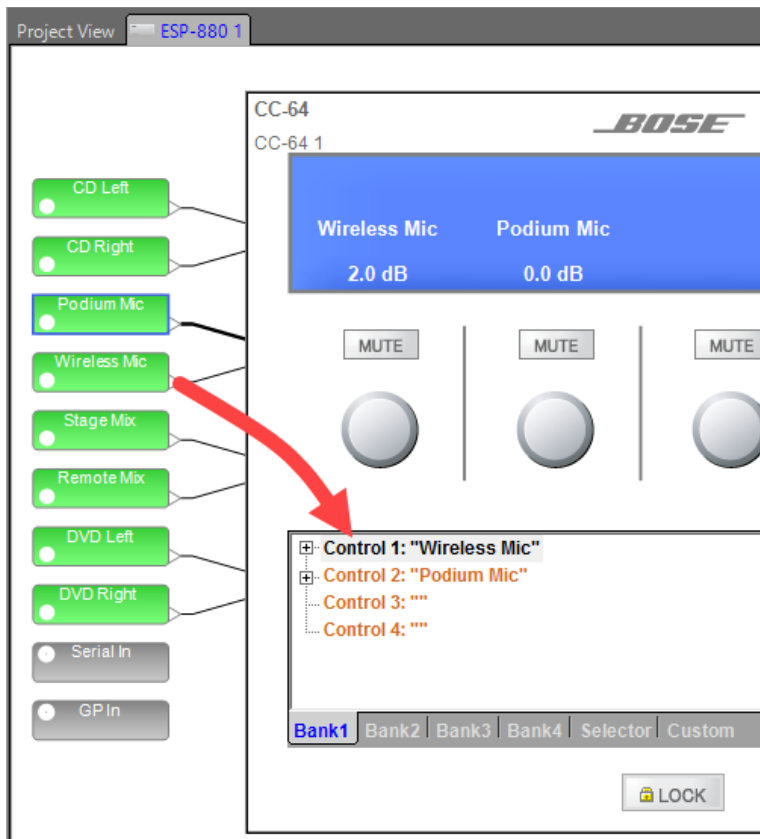 Project View ESP-880 1
CC-64
BOSE
CC-64 1
CD Left
CD Right
Podium Mic
Wireless Mic
Stage Mix
Remote Mix
DVD Left
DVD Right
Serial In
GP In
Wireless Mic Podium Mic
2.0 dB 0.0 dB
MUTE MUTE MUTE
Control 1: "Wireless Mic"
Control 2: "Podium Mic"
Control 3: ""
Control 4: ""
Bank1 Bank2 Bank3 Bank4 Selector Custom
LOCK